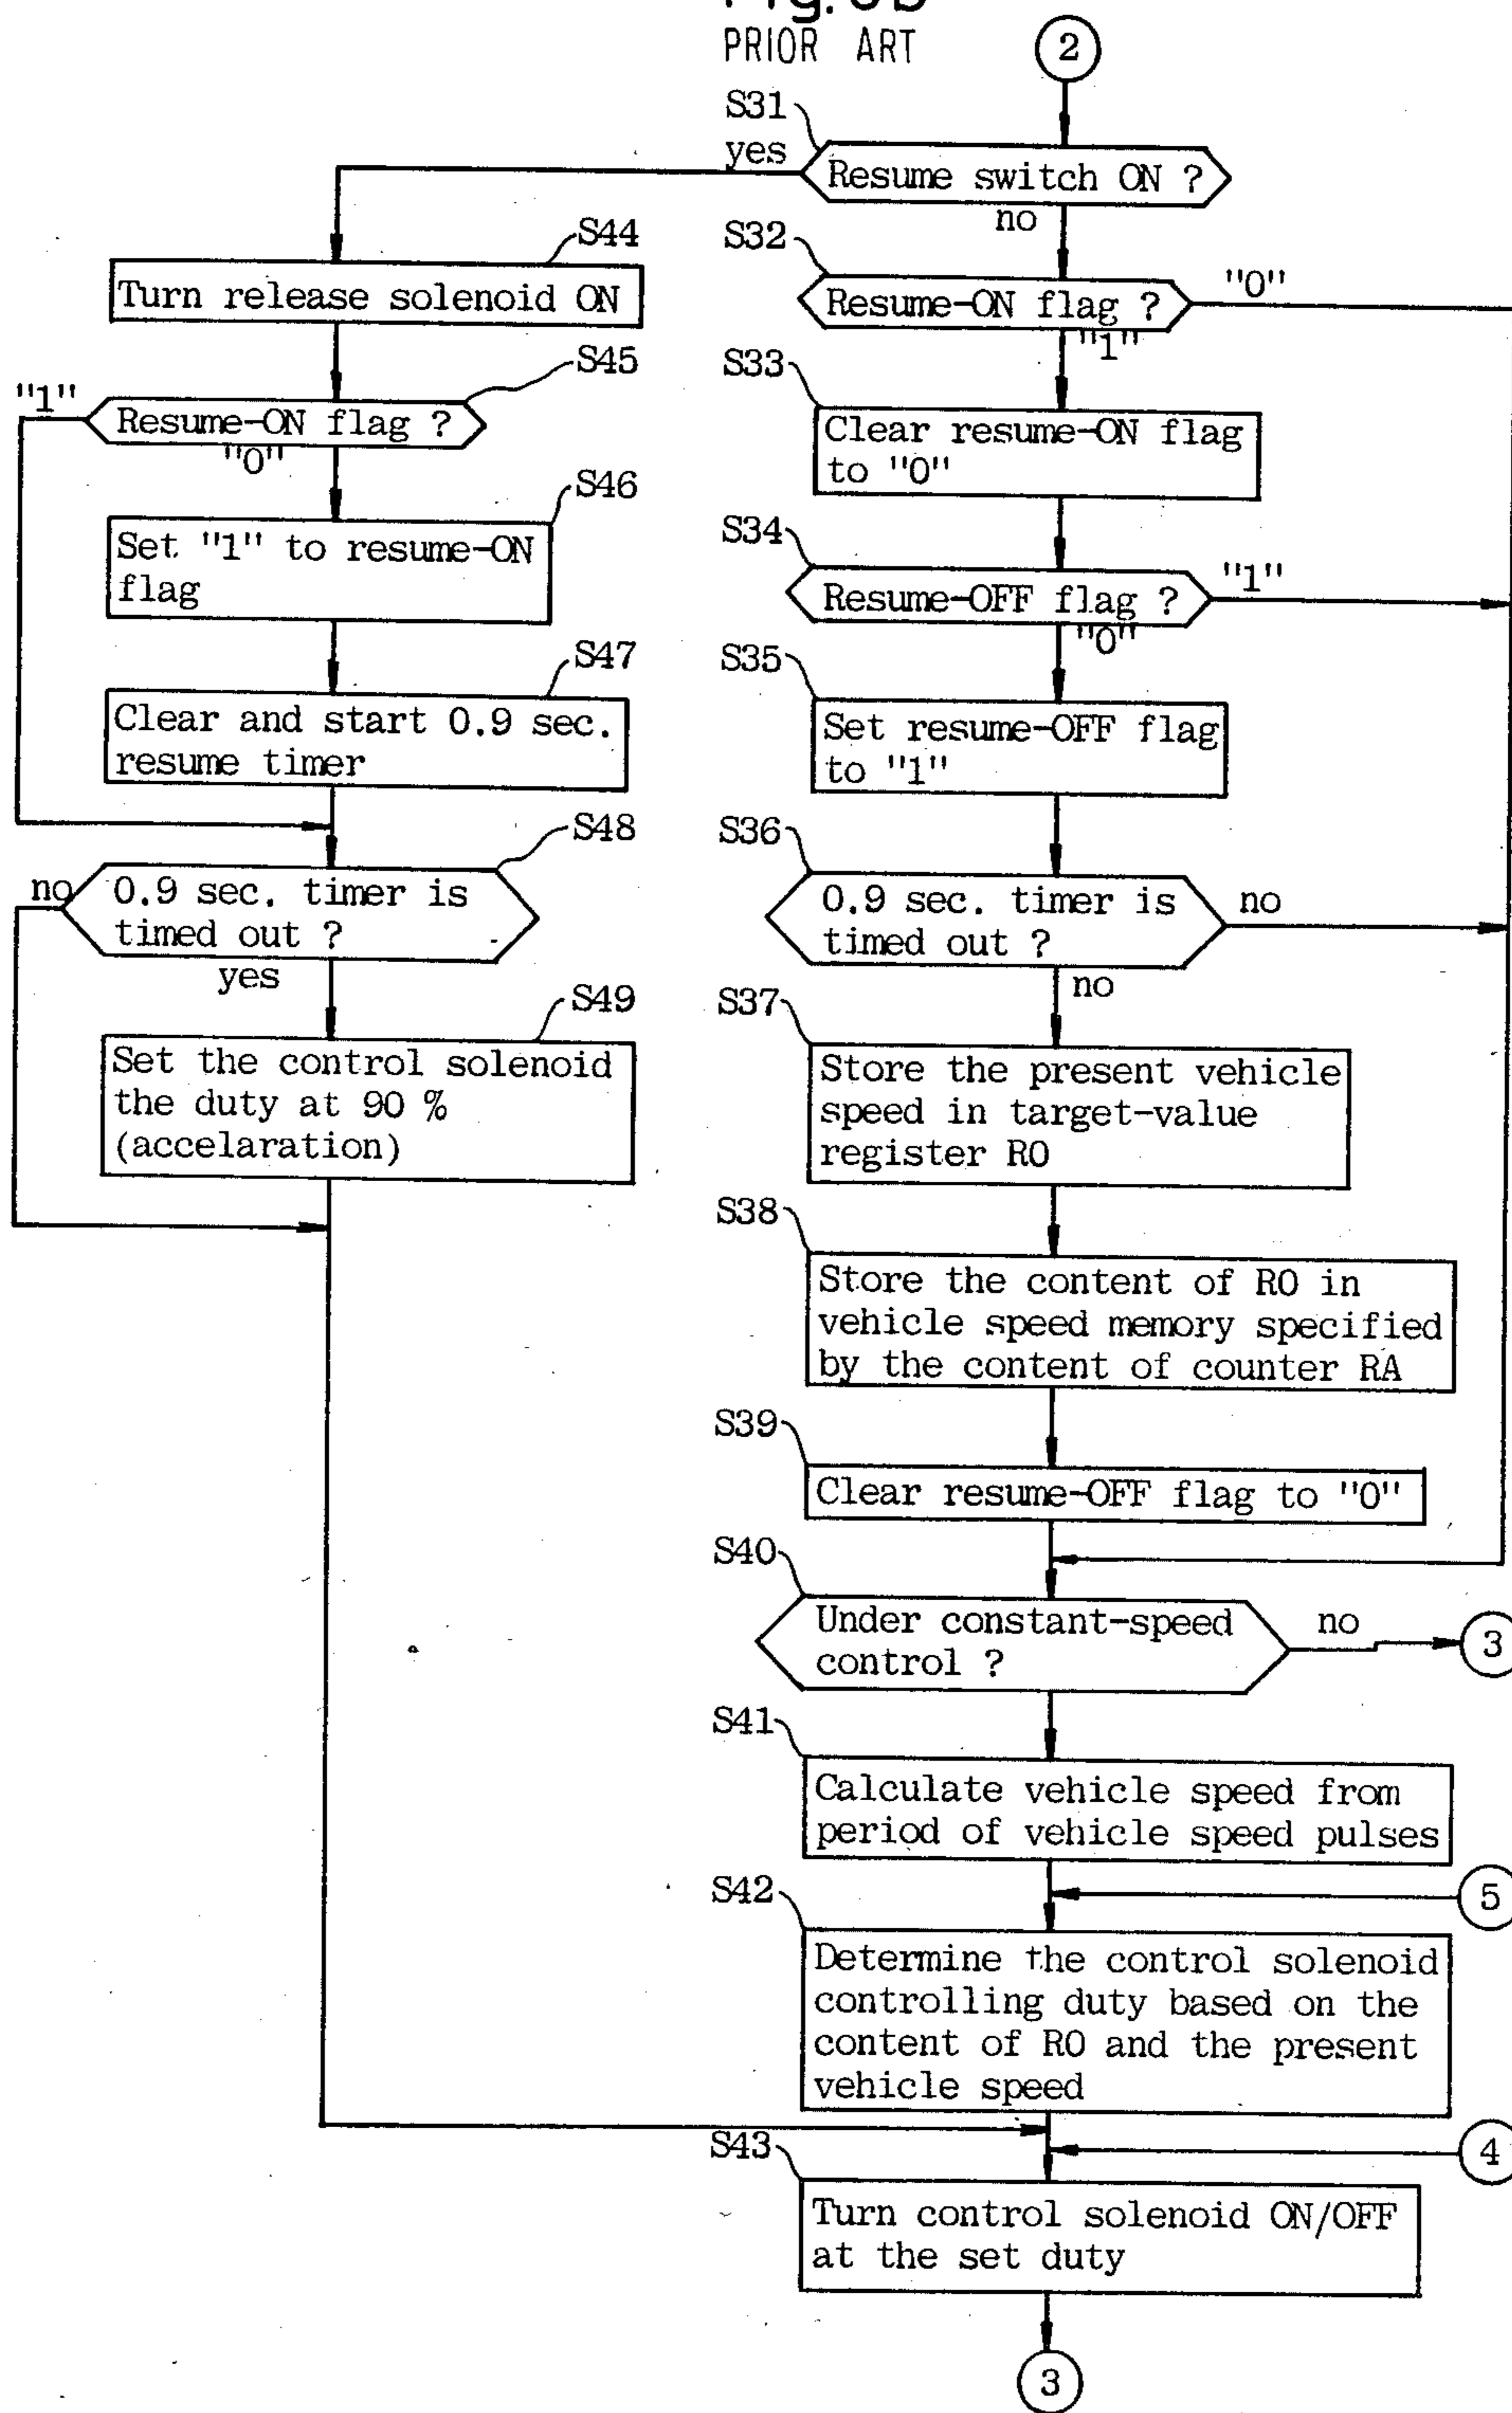 Fig. 6b
PRIOR ART
2
S31
yes
Resume switch ON ?
no
S32
Resume-ON flag ?
"0"
"1"
S33
Clear resume-ON flag
to "0"
S34
Resume-OFF flag ?
"1"
"0"
S35
Set resume-OFF flag
to "1"
S36
0.9 sec. timer is
timed out ?
no
no
S37
Store the present vehicle
speed in target-value
register RO
S38
Store the content of RO in
vehicle speed memory specified
by the content of counter RA
S39
Clear resume-OFF flag to "0"
S40
Under constant-speed
control ?
no
3
S41
Calculate vehicle speed from
period of vehicle speed pulses
5
S42
Determine the control solenoid
controlling duty based on the
content of RO and the present
vehicle speed
4
S43
Turn control solenoid ON/OFF
at the set duty
3
S44
Turn release solenoid ON
S45
"1"
Resume-ON flag ?
"0"
S46
Set "1" to resume-ON
flag
S47
Clear and start 0.9 sec.
resume timer
S48
no
0.9 sec. timer is
timed out ?
yes
S49
Set the control solenoid
the duty at 90 %
(accelaration)